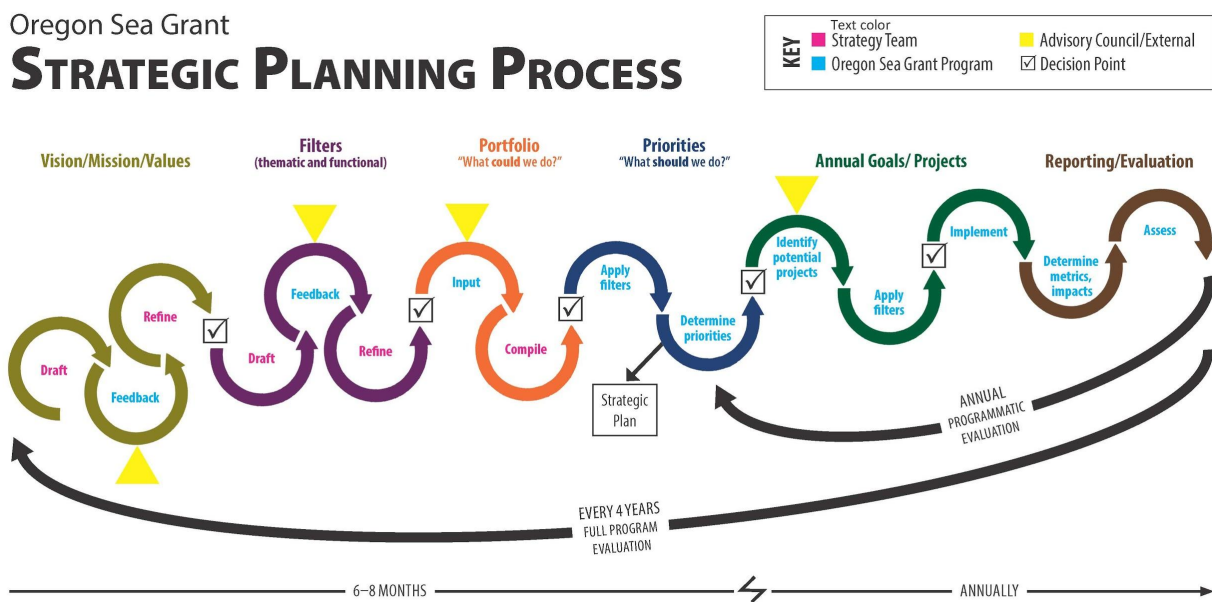 Oregon Sea Grant
STRATEGIC PLANNING PROCESS
KEY
Text color
Strategy Team
Oregon Sea Grant Program
Advisory Council/External
Decision Point
Vision/Mission/Values
Filters
(thematic and functional)
Portfolio
“What could we do?”
Priorities
“What should we do?”
Annual Goals/ Projects
Reporting/Evaluation
Draft
Feedback
Refine
Draft
Feedback
Refine
Input
Compile
Apply
filters
Determine
priorities
Strategic
Plan
Identify
potential
projects
Apply
filters
Implement
Determine
metrics,
impacts
Assess
ANNUAL
PROGRAMMATIC
EVALUATION
EVERY 4 YEARS
FULL PROGRAM
EVALUATION
6–8 MONTHS
ANNUALLY